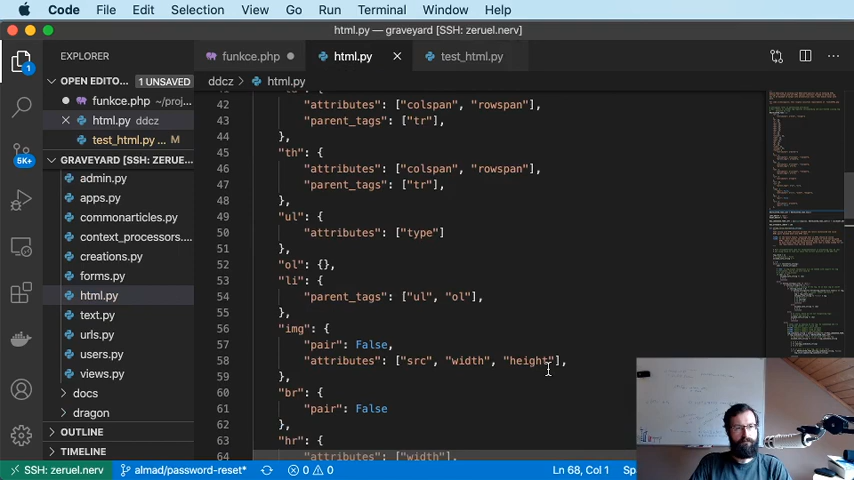 Code File Edit Selection View Go Run Terminal Window Help
html.py — graveyard [SSH: zeruel.nerv]
EXPLORER
funkce.php
html.py
test_html.py
OPEN EDITO... 1 UNSAVED
ddcz > html.py
funkce.php ~/proj...
html.py ddcz
test_html.py ... M
GRAVEYARD [SSH: ZERUEL.NERV]
1
5K+
admin.py
apps.py
commonarticles.py
context_processors....
creations.py
forms.py
html.py
text.py
urls.py
users.py
views.py
docs
dragon
OUTLINE
TIMELINE
42 "attributes": ["colspan", "rowspan"],
43 "parent_tags": ["tr"],
44 },
45 "th": {
46 "attributes": ["colspan", "rowspan"],
47 "parent_tags": ["tr"],
48 },
49 "ul": {
50 "attributes": ["type"]
51 },
52 "ol": {},
53 "li": {
54 "parent_tags": ["ul", "ol"],
55 },
56 "img": {
57 "pair": False,
58 "attributes": ["src", "width", "height"],
59 },
60 "br": {
61 "pair": False
62 },
63 "hr": {
64 "attributes": ["width"],
SSH: zeruel.nerv almad/password-reset* 0 0 Ln 68, Col 1